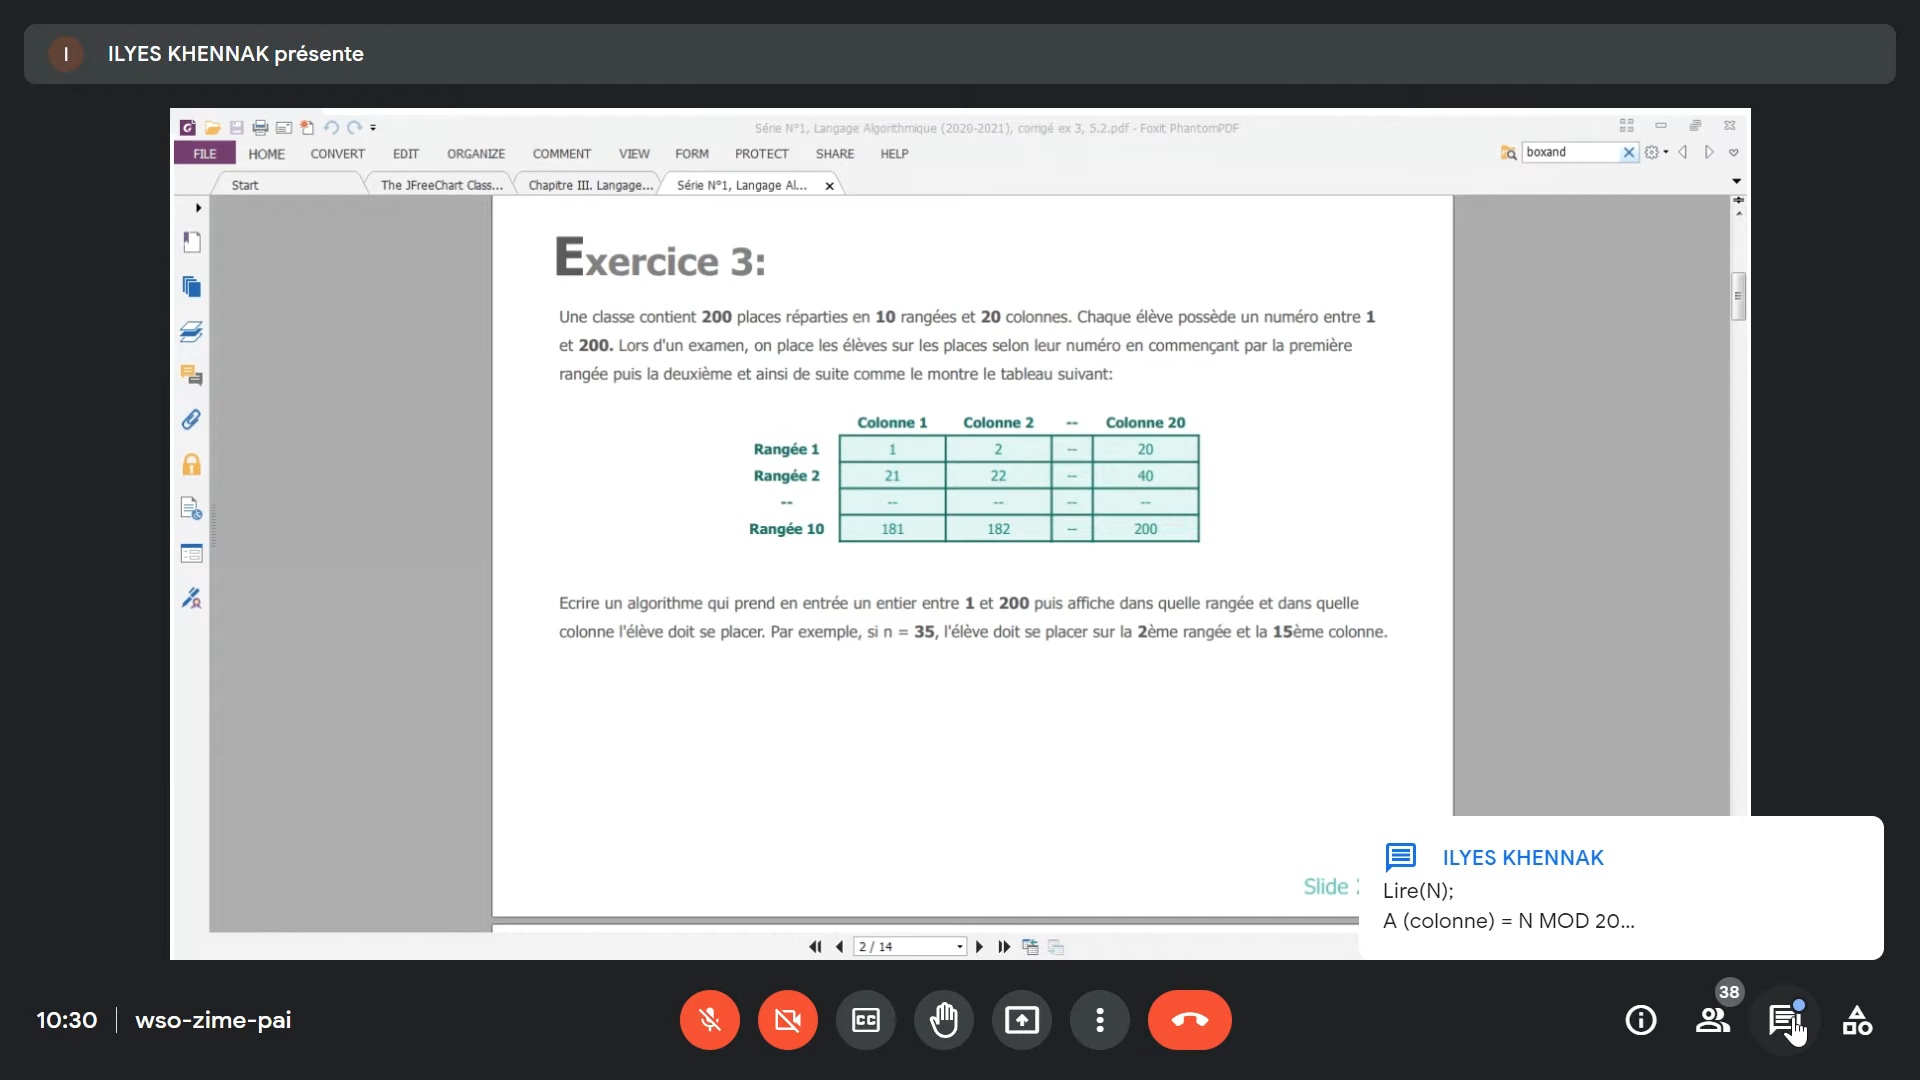 I ILYES KHENNAK présente
Série N°1, Langage Algorithmique (2020-2021), corrigé ex 3, 5.2.pdf - Foxit PhantomPDF
FILE HOME CONVERT EDIT ORGANIZE COMMENT VIEW FORM PROTECT SHARE HELP boxand
Start The JFreeChart Class... Chapitre III. Langage... Série N°1, Langage Al...
Exercice 3:
Une classe contient 200 places réparties en 10 rangées et 20 colonnes. Chaque élève possède un numéro entre 1
et 200. Lors d'un examen, on place les élèves sur les places selon leur numéro en commençant par la première
rangée puis la deuxième et ainsi de suite comme le montre le tableau suivant:
Colonne 1 Colonne 2 -- Colonne 20
Rangée 1 1 2 -- 20
Rangée 2 21 22 -- 40
-- -- -- -- --
Rangée 10 181 182 -- 200
Ecrire un algorithme qui prend en entrée un entier entre 1 et 200 puis affiche dans quelle rangée et dans quelle
colonne l'élève doit se placer. Par exemple, si n = 35, l'élève doit se placer sur la 2ème rangée et la 15ème colonne.
Slide
ILYES KHENNAK
Lire(N);
A (colonne) = N MOD 20...
2 / 14
10:30 wso-zime-pai
CC
38